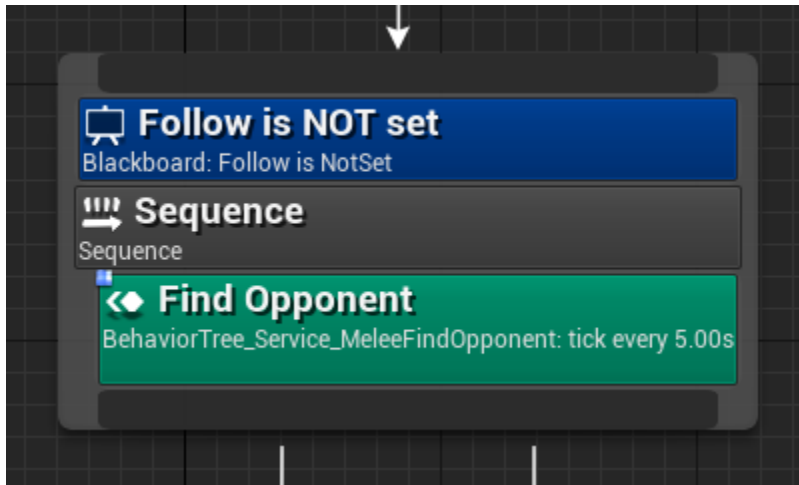 Follow is NOT set
Blackboard: Follow is NotSet
Sequence
Sequence
Find Opponent
BehaviorTree_Service_MeleeFindOpponent: tick every 5.00s